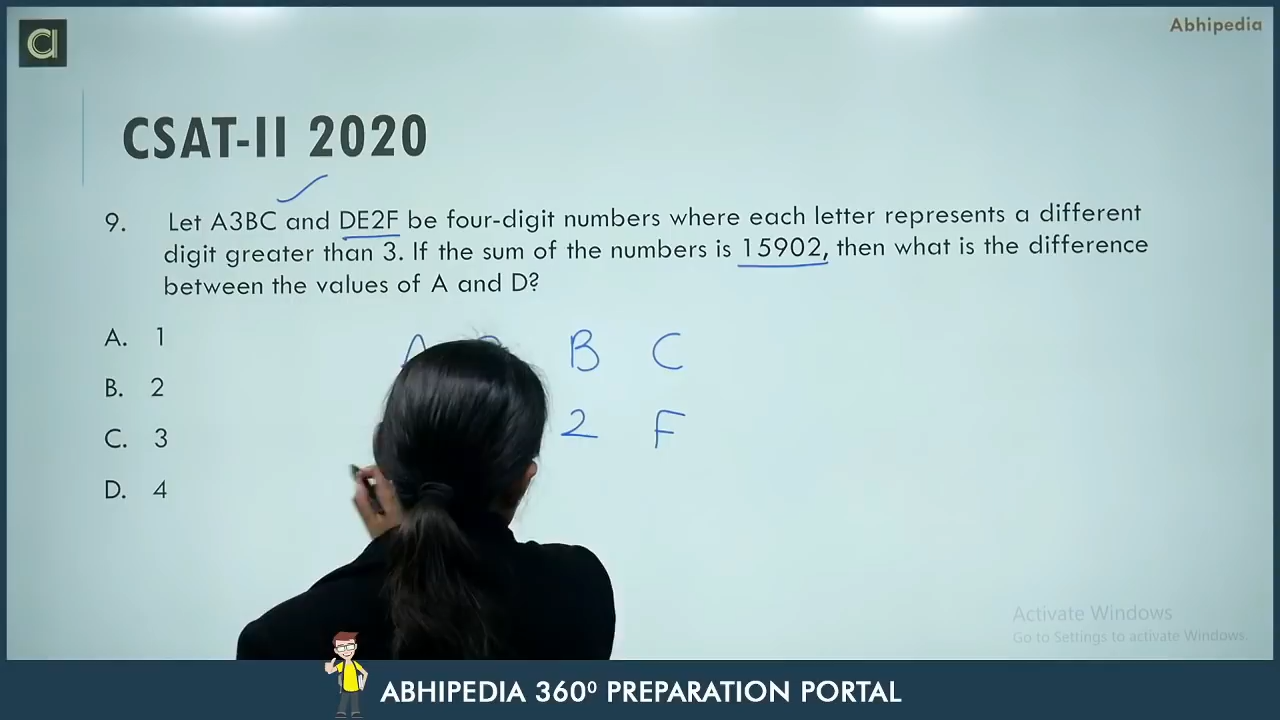 Abhipedia
CSAT-II 2020
9. Let A3BC and DE2F be four-digit numbers where each letter represents a different
digit greater than 3. If the sum of the numbers is 15902, then what is the difference
between the values of A and D?
A. 1
B. 2
C. 3
D. 4
B C
2 F
Activate Windows
Go to Settings to activate Windows.
ABHIPEDIA 360⁰ PREPARATION PORTAL